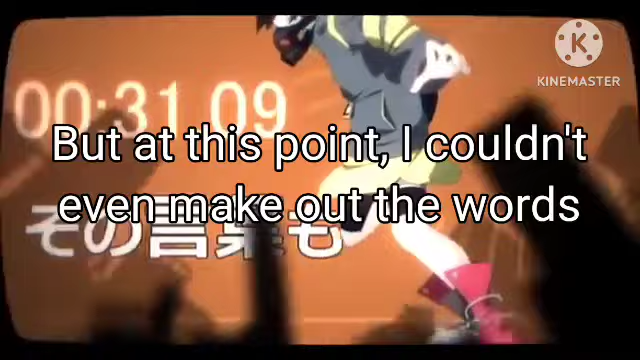 KINEMASTER
00:31 09
But at this point, I couldn't
even make out the words
その言葉も